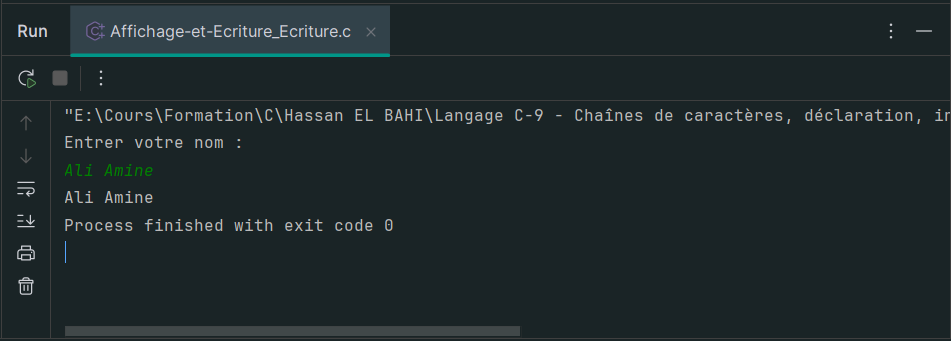 Run
Affichage-et-Ecriture_Ecriture.c
"E:\Cours\Formation\C\Hassan EL BAHI\Langage C-9 - Chaînes de caractères, déclaration, in
Entrer votre nom :
Ali Amine
Ali Amine
Process finished with exit code 0